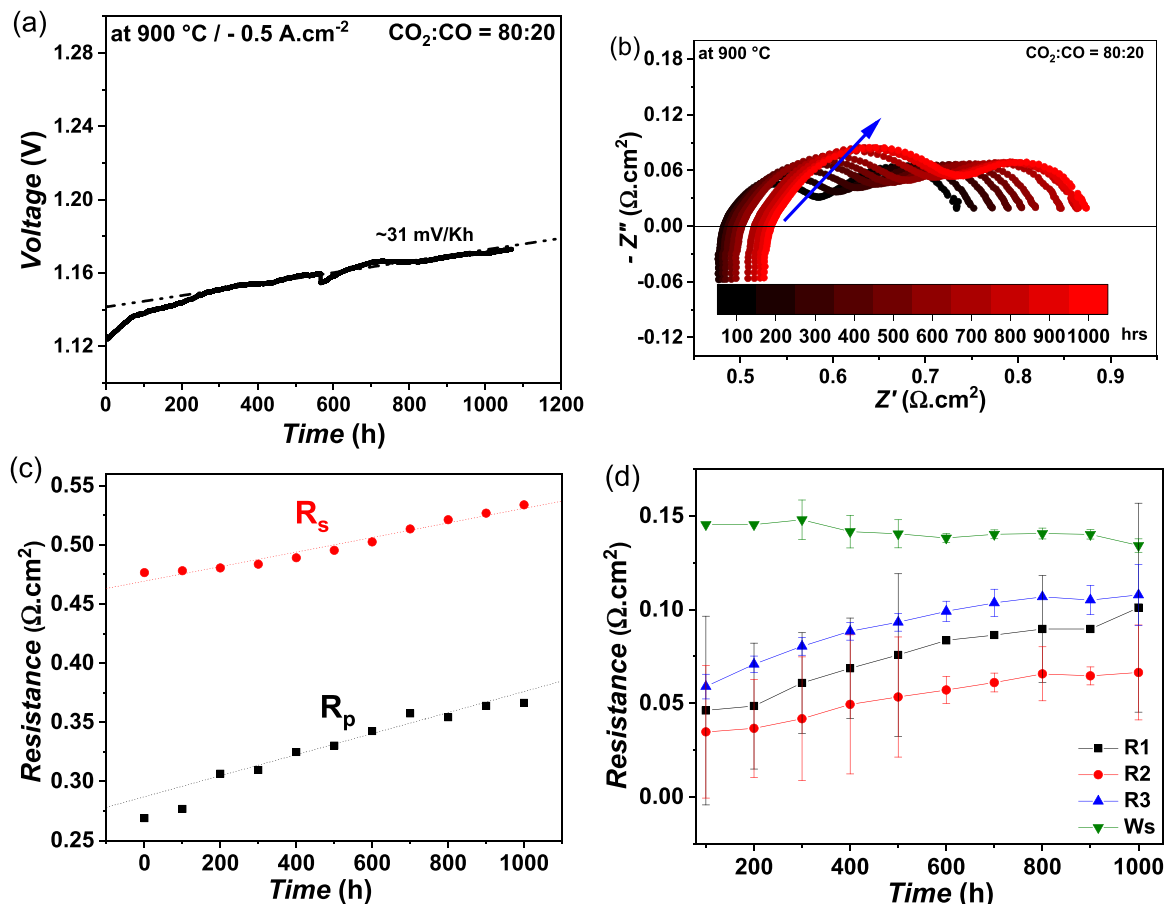 (a)
at 900 °C / - 0.5 A.cm-2 CO2:CO = 80:20
1.28
1.24
1.20
1.16
1.12
Voltage (V)
~31 mV/Kh
0 200 400 600 800 1000 1200
Time (h)
(b)
at 900 °C CO2:CO = 80:20
0.18
0.12
0.06
0.00
-0.06
-0.12
- Z″ (Ω.cm2)
100 200 300 400 500 600 700 800 900 1000 hrs
0.5 0.6 0.7 0.8 0.9
Z′ (Ω.cm2)
(c)
0.55
0.50
0.45
0.40
0.35
0.30
0.25
Resistance (Ω.cm2)
Rs
Rp
0 200 400 600 800 1000
Time (h)
(d)
0.15
0.10
0.05
0.00
Resistance (Ω.cm2)
R1
R2
R3
Ws
200 400 600 800 1000
Time (h)